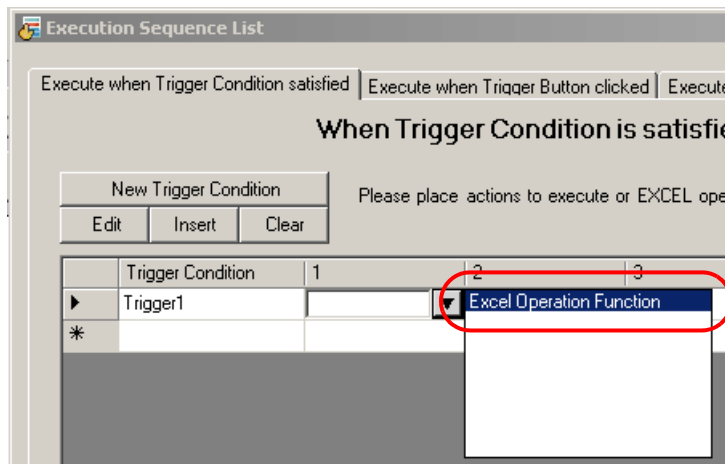 Execution Sequence List
Execute when Trigger Condition satisfied Execute when Trigger Button clicked Execute
When Trigger Condition is satisfie
New Trigger Condition
Please place actions to execute or EXCEL ope
Edit Insert Clear
Trigger Condition 1 2 3
Trigger1 Excel Operation Function